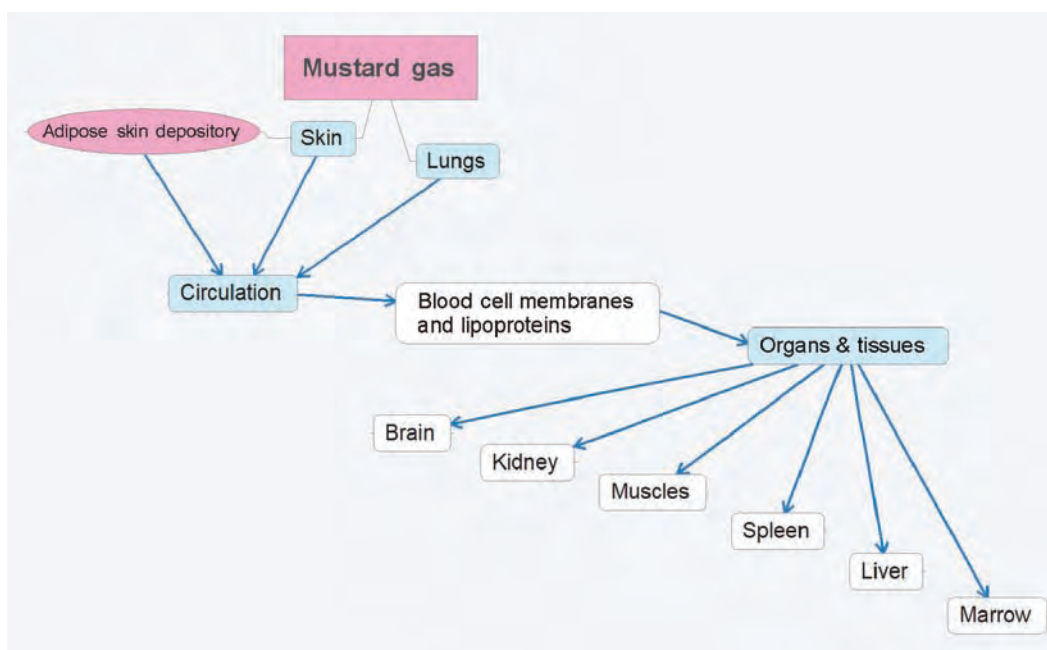 Mustard gas
Adipose skin depository
Skin
Lungs
Circulation
Blood cell membranes
and lipoproteins
Organs & tissues
Brain
Kidney
Muscles
Spleen
Liver
Marrow